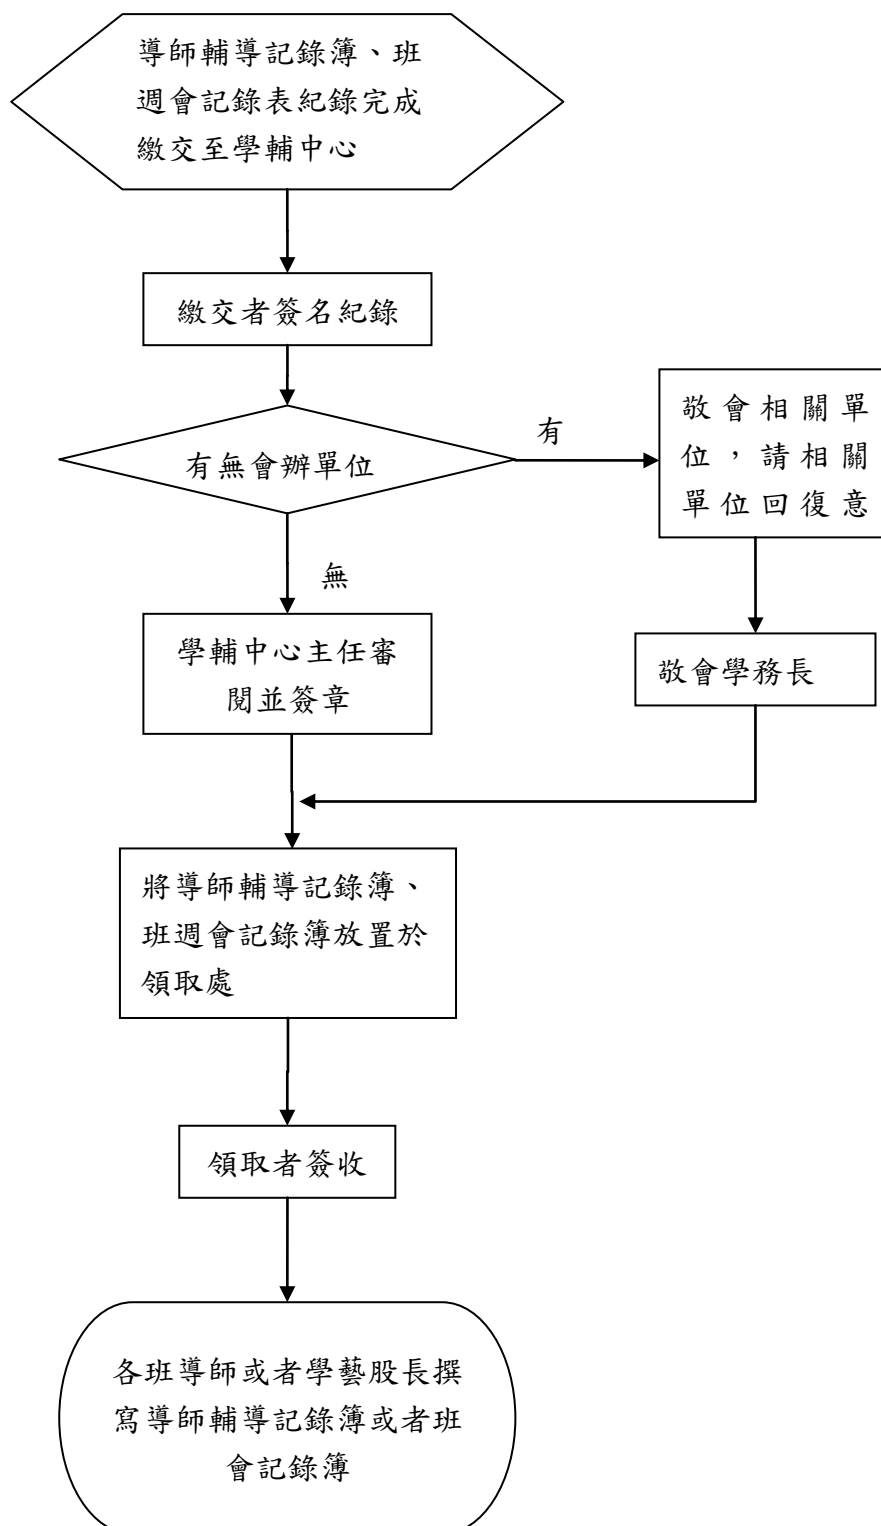 導師輔導記錄簿、班
週會記錄表紀錄完成
繳交至學輔中心
繳交者簽名紀錄
有無會辦單位
有
敬會相關單
位，請相關
單位回復意
無
學輔中心主任審
閱並簽章
敬會學務長
將導師輔導記錄簿、
班週會記錄簿放置於
領取處
領取者簽收
各班導師或者學藝股長撰
寫導師輔導記錄簿或者班
會記錄簿